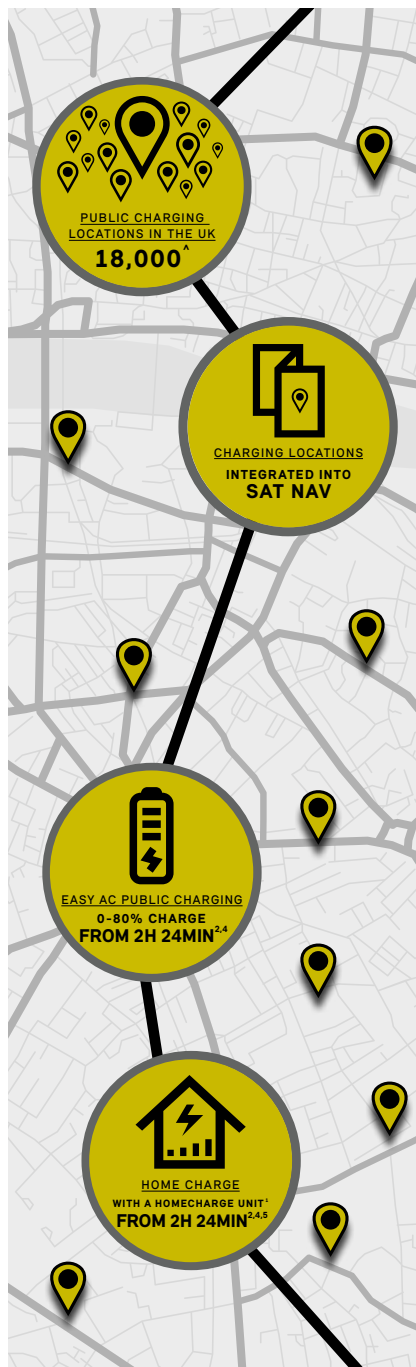 PUBLIC CHARGING
LOCATIONS IN THE UK
18,000^
CHARGING LOCATIONS
INTEGRATED INTO
SAT NAV
EASY AC PUBLIC CHARGING
0-80% CHARGE
FROM 2H 24MIN2,4
HOME CHARGE
WITH A HOMECHARGE UNIT1
FROM 2H 24MIN2,4,5